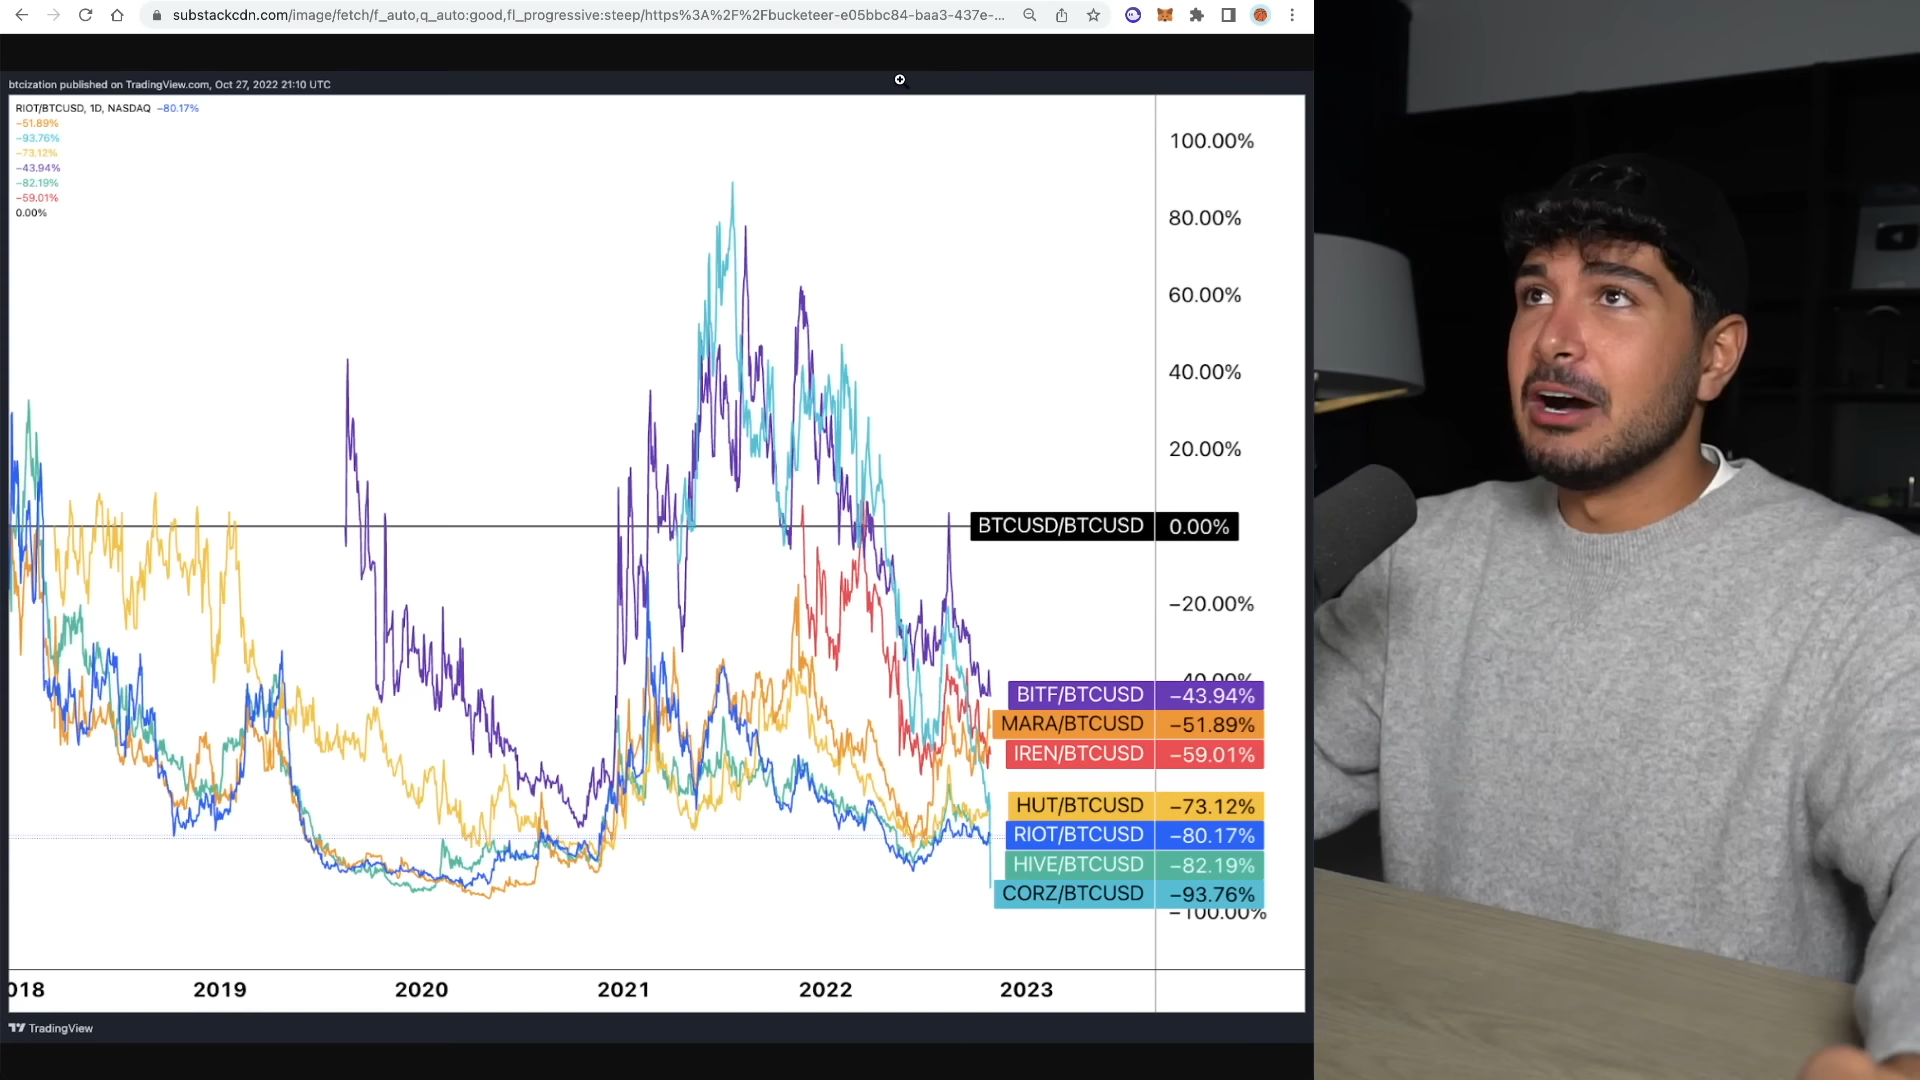 substackcdn.com/image/fetch/f_auto,q_auto:good,fl_progressive:steep/https%3A%2F%2Fbucketeer-e05bbc84-baa3-437e-...
btcization published on TradingView.com, Oct 27, 2022 21:10 UTC
RIOT/BTCUSD, 1D, NASDAQ −80.17%
−51.89%
−93.76%
−73.12%
−43.94%
−82.19%
−59.01%
0.00%
100.00%
80.00%
60.00%
40.00%
20.00%
BTCUSD/BTCUSD 0.00%
−20.00%
−40.00%
BITF/BTCUSD −43.94%
MARA/BTCUSD −51.89%
IREN/BTCUSD −59.01%
HUT/BTCUSD −73.12%
RIOT/BTCUSD −80.17%
HIVE/BTCUSD −82.19%
CORZ/BTCUSD −93.76%
−100.00%
018 2019 2020 2021 2022 2023
TradingView